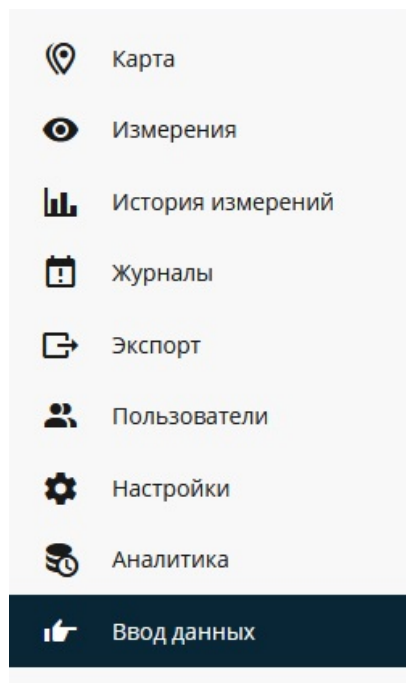 Карта
Измерения
История измерений
Журналы
Экспорт
Пользователи
Настройки
Аналитика
Ввод данных